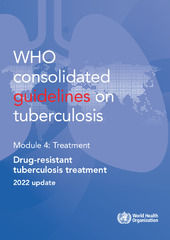 WHO
consolidated
guidelines on
tuberculosis
Module 4: Treatment
Drug-resistant
tuberculosis treatment
2022 update
World Health
Organization